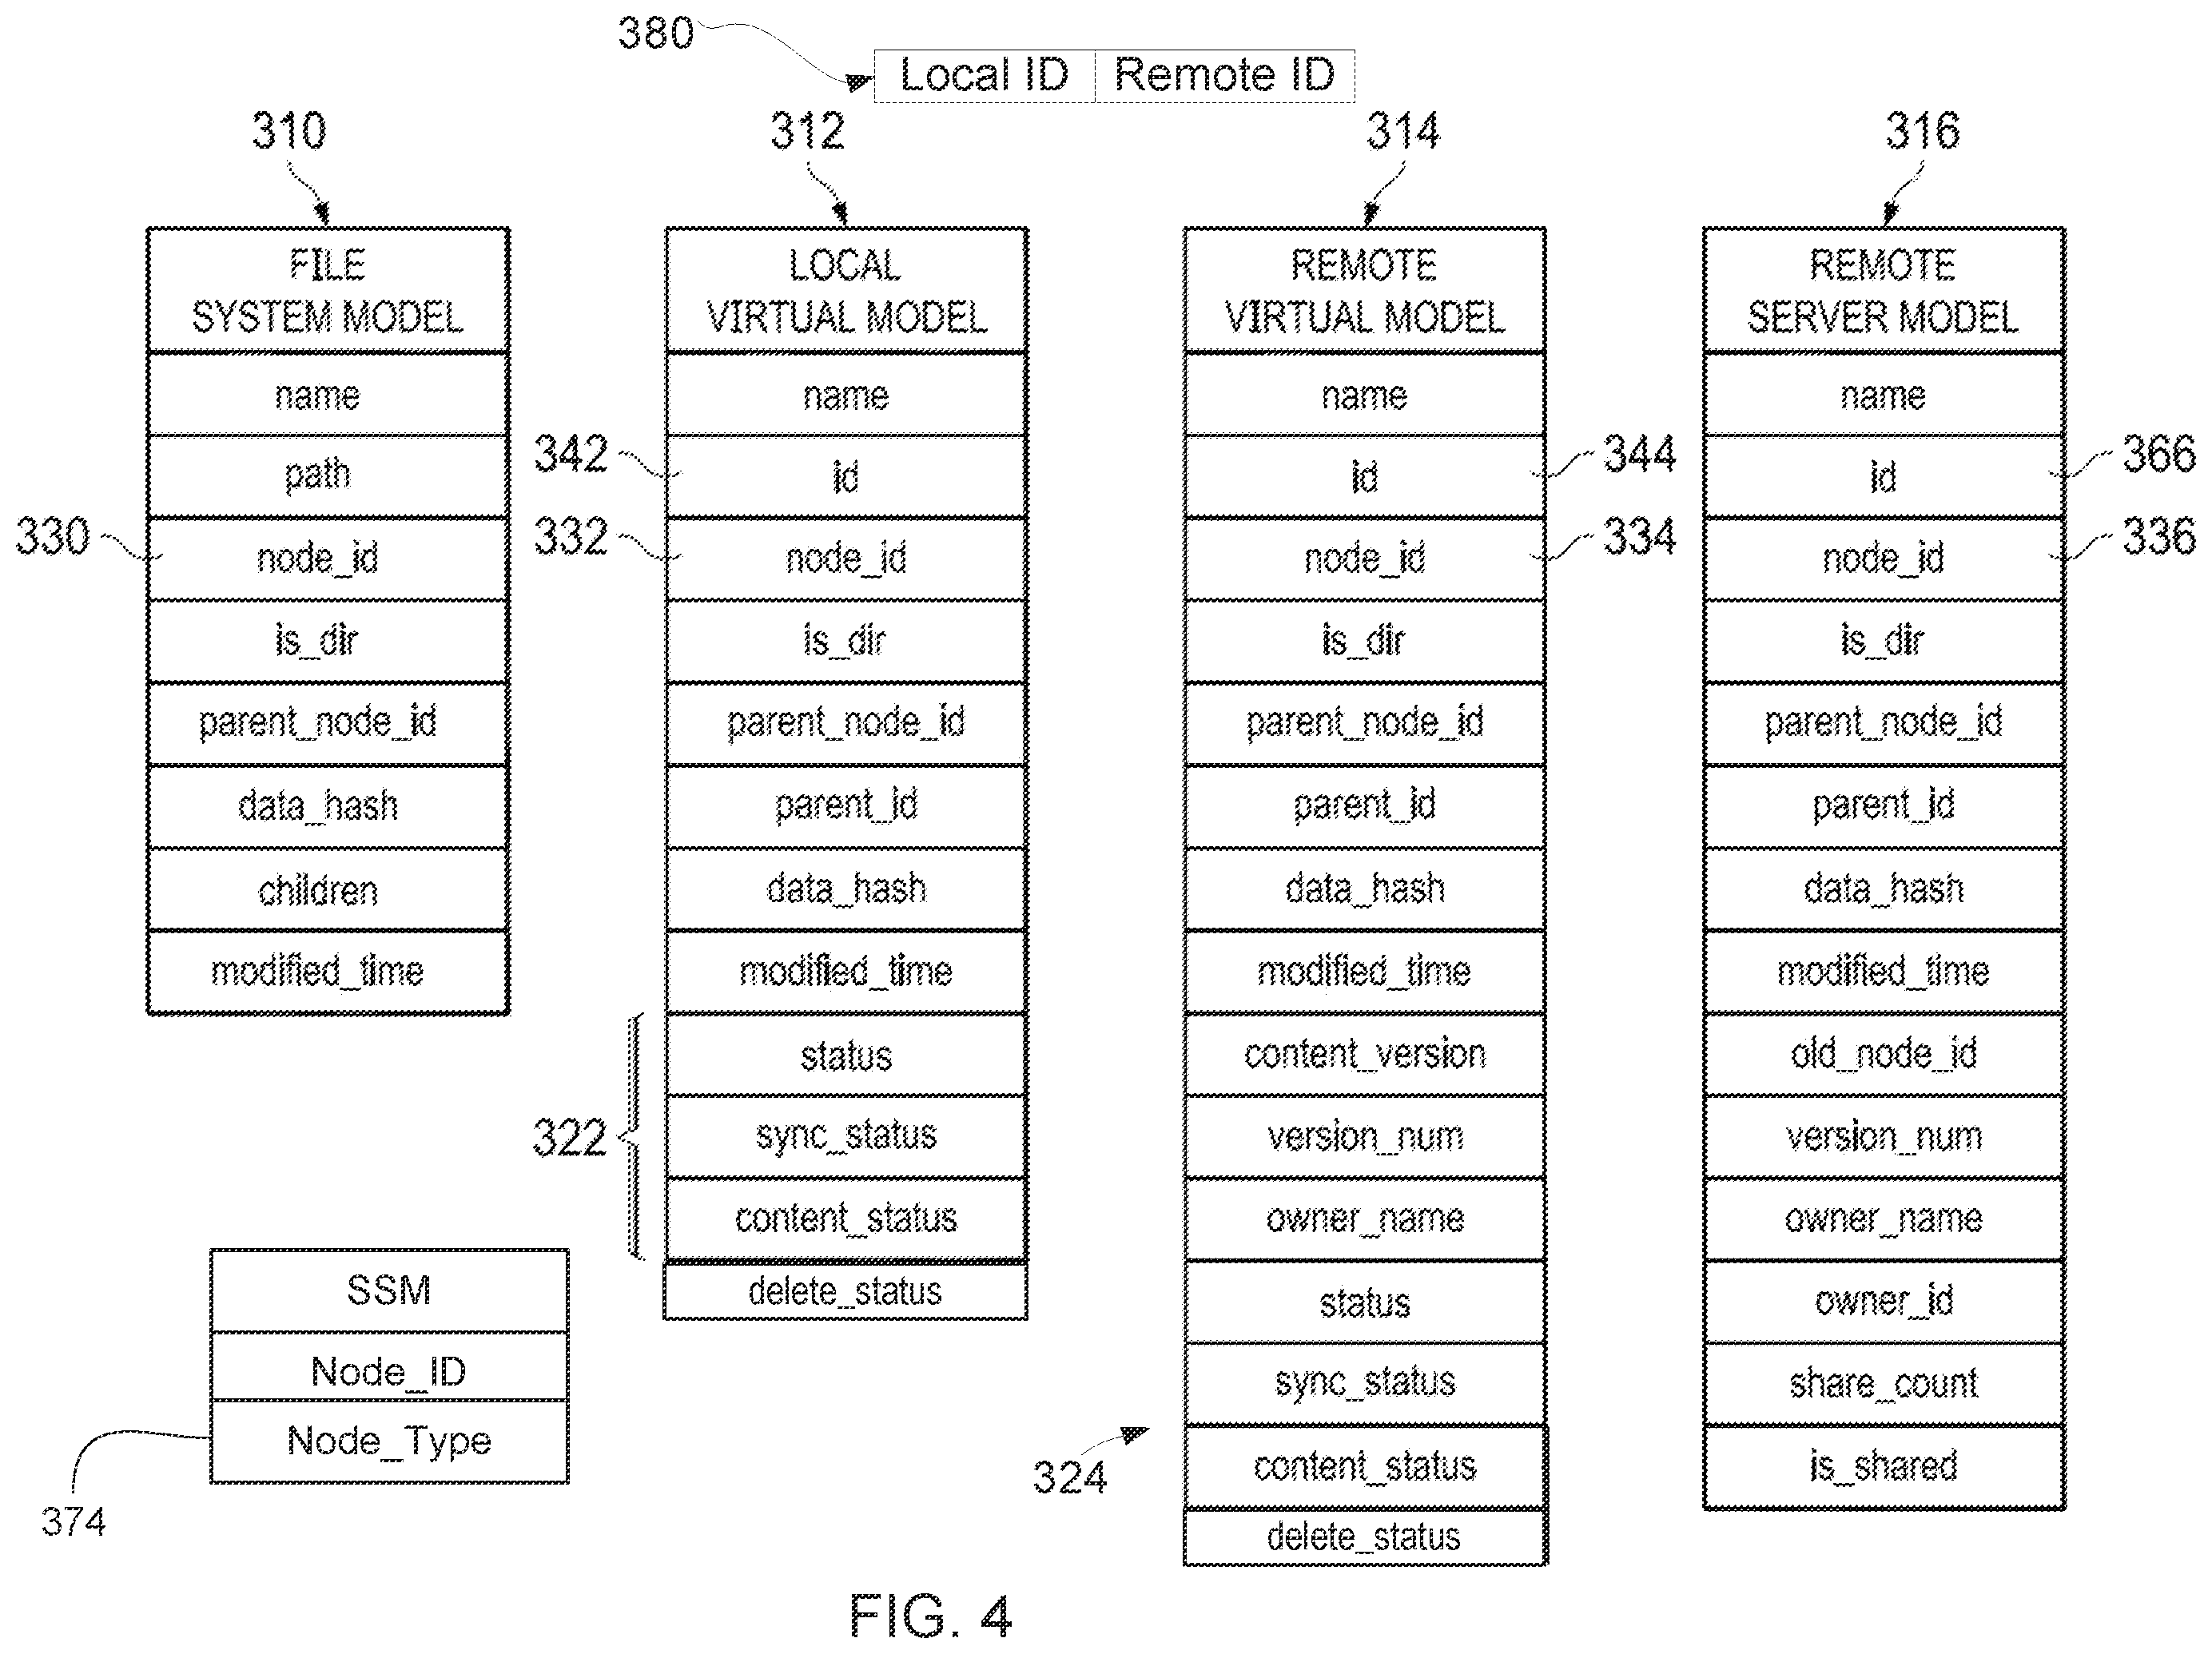 380
Local ID Remote ID
310 312 314 316
FILE
SYSTEM MODEL
name
path
330 node_id
is_dir
parent_node_id
data_hash
children
modified_time
LOCAL
VIRTUAL MODEL
name
342 id
332 node_id
is_dir
parent_node_id
parent_id
data_hash
modified_time
322
status
sync_status
content_status
delete_status
REMOTE
VIRTUAL MODEL
name
id 344
node_id 334
is_dir
parent_node_id
parent_id
data_hash
modified_time
content_version
version_num
owner_name
status
sync_status
324
content_status
delete_status
REMOTE
SERVER MODEL
name
id 366
node_id 336
is_dir
parent_node_id
parent_id
data_hash
modified_time
old_node_id
version_num
owner_name
owner_id
share_count
is_shared
SSM
Node_ID
Node_Type
374
FIG. 4